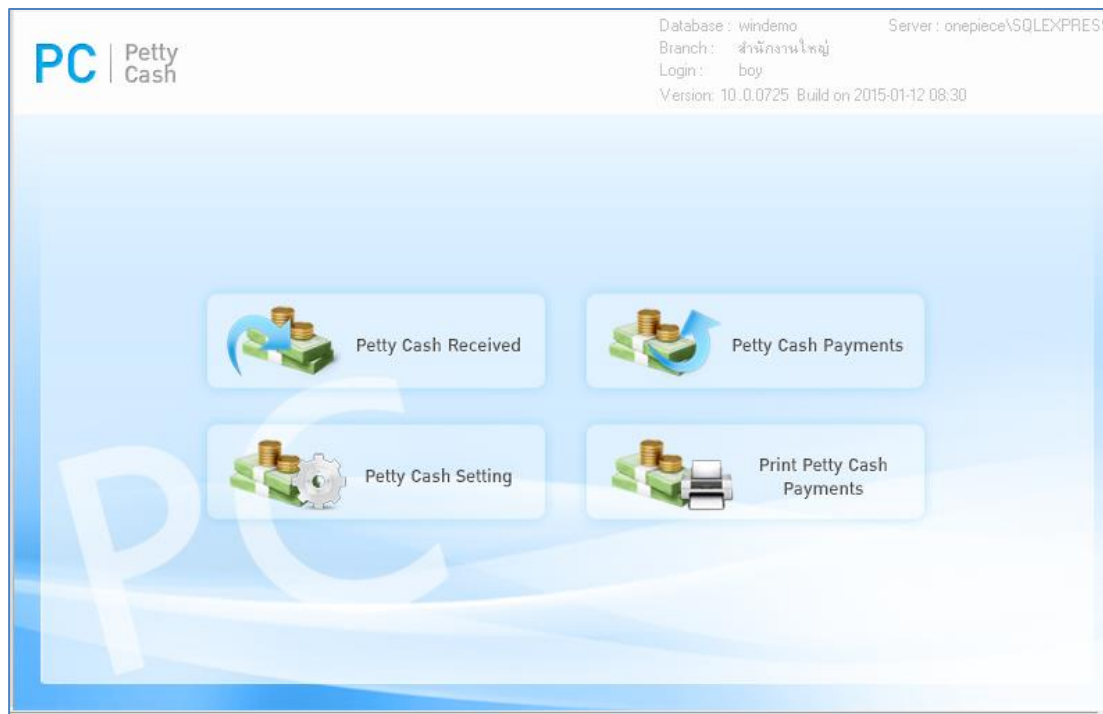 PC | Petty
Cash
Database : windemo Server : onepiece\SQLEXPRES
Branch : สำนักงานใหญ่
Login : boy
Version: 10.0.0725 Build on 2015-01-12 08:30
Petty Cash Received
Petty Cash Payments
Petty Cash Setting
Print Petty Cash
Payments
PC